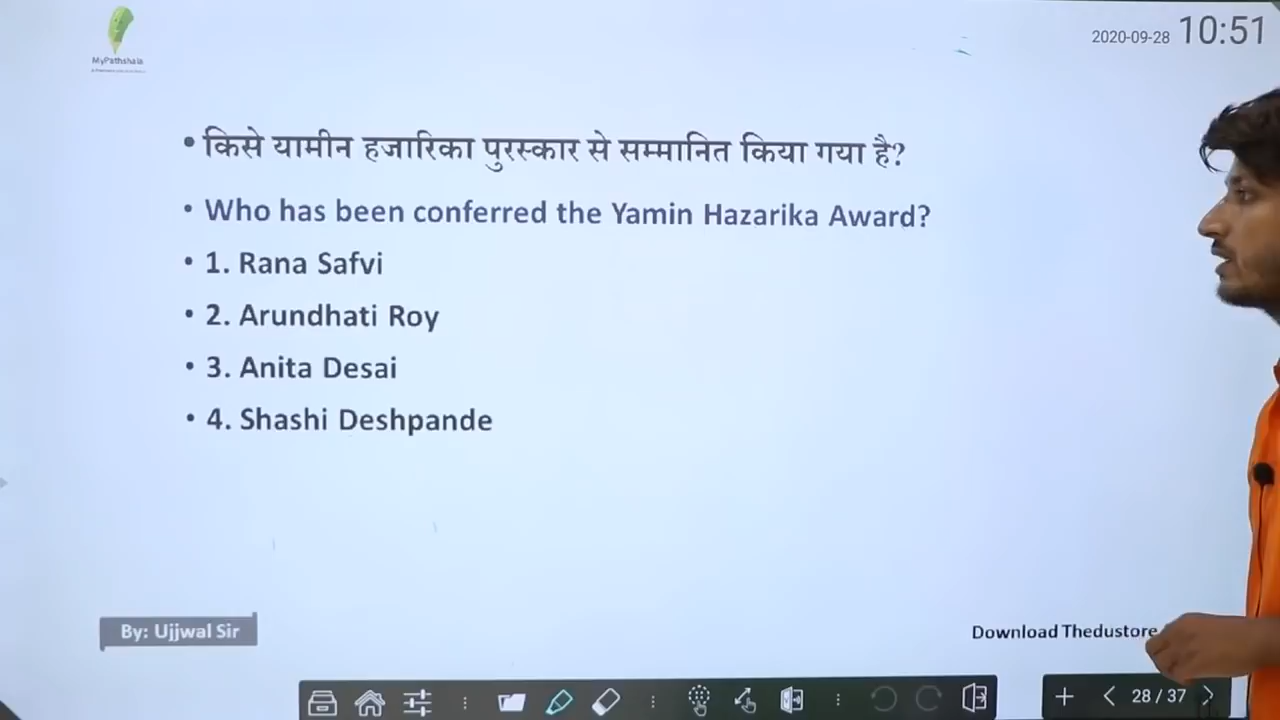 MyPathshala
2020-09-28 10:51
• किसे यामीन हजारिका पुरस्कार से सम्मानित किया गया है?
• Who has been conferred the Yamin Hazarika Award?
• 1. Rana Safvi
• 2. Arundhati Roy
• 3. Anita Desai
• 4. Shashi Deshpande
By: Ujjwal Sir
Download Thedustore
28 / 37